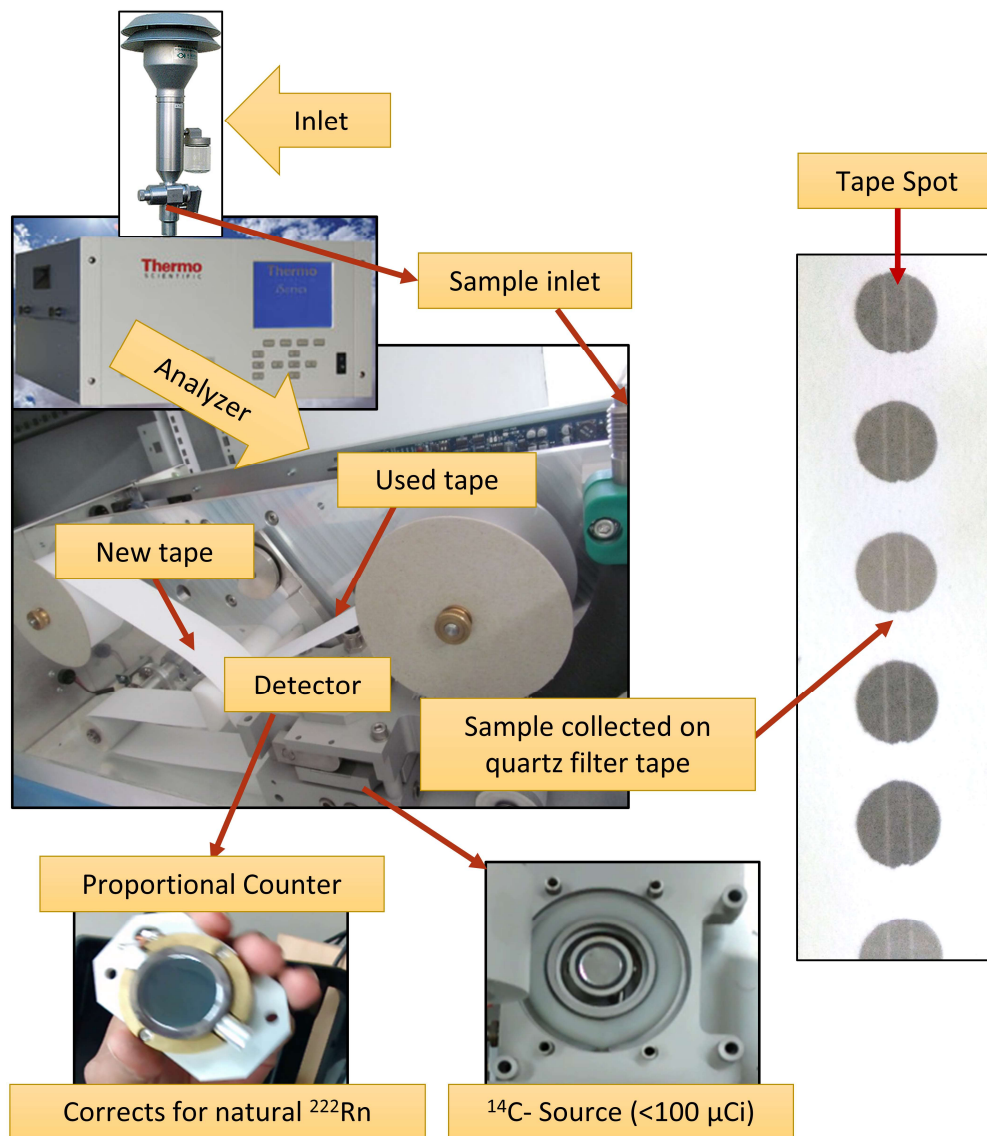 Inlet
Tape Spot
Thermo
SCIENTIFIC
Thermo
iSeries
Sample inlet
Analyzer
Used tape
New tape
Detector
Sample collected on
quartz filter tape
Proportional Counter
Corrects for natural ²²²Rn
¹⁴C- Source (<100 µCi)